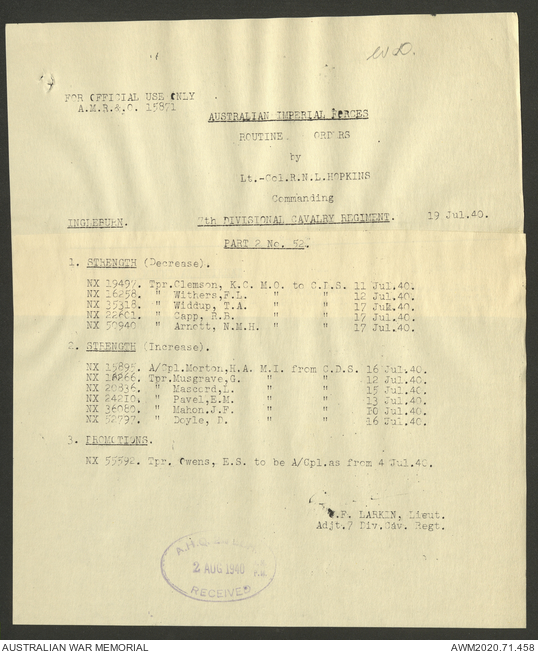 FOR OFFICIAL USE ONLY
A.M.R.&.O. 15871
AUSTRALIAN IMPERIAL FORCES
ROUTINE ORDERS
by
Lt.-Col.R.N.L.HOPKINS
Commanding
INGLEBURN. 7th DIVISIONAL CAVALRY REGIMENT. 19 Jul.40.
PART 2 No. 52.
1. STRENGTH (Decrease).
NX 19497. Tpr.Clemson, K.C. M.O. to C.D.S. 11 Jul.40.
NX 16258. " Withers,F.L. " " 12 Jul.40.
NX 35318. " Widdup, T.A. " " 17 Jul.40.
NX 22601. " Capp, R.R. " " 17 Jul.40.
NX 50940 " Arnott, N.M.H. " " 17 Jul.40.
2. STRENGTH (Increase).
NX 15895. A/Cpl.Morton,H.A. M.I. from C.D.S. 16 Jul.40.
NX Tpr.Musgrave,G. " " 12 Jul.40.
NX 20836. " Mascord,L. " " 15 Jul.40.
NX 24210. " Pavel,E.M. " " 13 Jul.40.
NX 36080. " Mahon.J.F. " " 10 Jul.40.
NX 32797. " Doyle, D. " " 16 Jul.40.
3. PROMOTIONS.
NX 55592. Tpr. Owens, E.S. to be A/Cpl.as from 4 Jul.40.
.F. LARKIN, Lieut.
Adjt.7 Div.Cav. Regt.
2 AUG 1940
RECEIVED
AUSTRALIAN WAR MEMORIAL
AWM2020.71.458